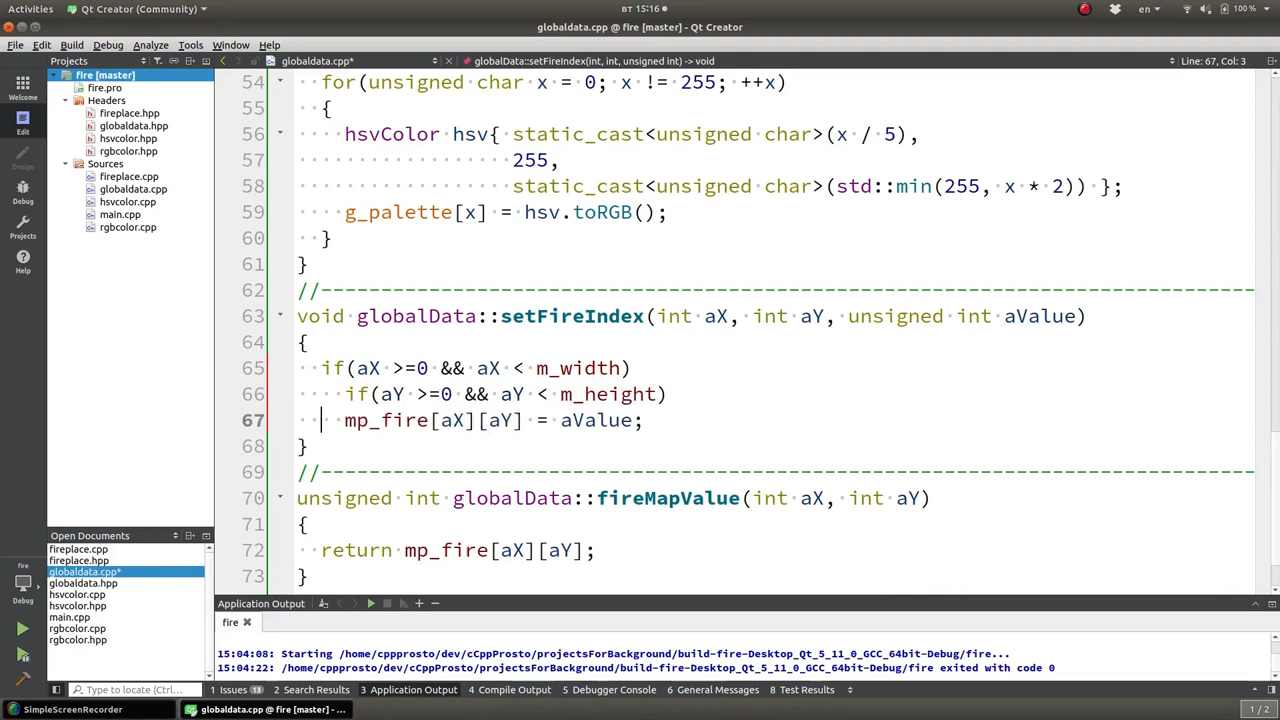 Activities
Qt Creator (Community)
ВТ 15:16
en
100 %
globaldata.cpp @ fire [master] - Qt Creator
File Edit Build Debug Analyze Tools Window Help
Projects
globaldata.cpp*
globalData::setFireIndex(int, int, unsigned int) -> void
Line: 67, Col: 3
Welcome
Edit
Design
Debug
Projects
Help
fire [master]
fire.pro
Headers
fireplace.hpp
globaldata.hpp
hsvcolor.hpp
rgbcolor.hpp
Sources
fireplace.cpp
globaldata.cpp
hsvcolor.cpp
main.cpp
rgbcolor.cpp
54 for(unsigned char x = 0; x != 255; ++x)
55 {
56 hsvColor hsv{ static_cast<unsigned char>(x / 5),
57 255,
58 static_cast<unsigned char>(std::min(255, x * 2)) };
59 g_palette[x] = hsv.toRGB();
60 }
61 }
62 //--------------------------------------------------------------------------------
63 void globalData::setFireIndex(int aX, int aY, unsigned int aValue)
64 {
65 if(aX >=0 && aX < m_width)
66 if(aY >=0 && aY < m_height)
67 mp_fire[aX][aY] = aValue;
68 }
69 //--------------------------------------------------------------------------------
70 unsigned int globalData::fireMapValue(int aX, int aY)
71 {
72 return mp_fire[aX][aY];
73 }
Open Documents
fireplace.cpp
fireplace.hpp
globaldata.cpp*
globaldata.hpp
hsvcolor.cpp
hsvcolor.hpp
main.cpp
rgbcolor.cpp
rgbcolor.hpp
fire
Debug
Application Output
fire
15:04:08: Starting /home/cppprosto/dev/cCppProsto/projectsForBackground/build-fire-Desktop_Qt_5_11_0_GCC_64bit-Debug/fire...
15:04:22: /home/cppprosto/dev/cCppProsto/projectsForBackground/build-fire-Desktop_Qt_5_11_0_GCC_64bit-Debug/fire exited with code 0
Type to locate (Ctrl...
1 Issues 13 2 Search Results 3 Application Output 4 Compile Output 5 Debugger Console 6 General Messages 8 Test Results
SimpleScreenRecorder
globaldata.cpp @ fire [master] - ...
1 / 2